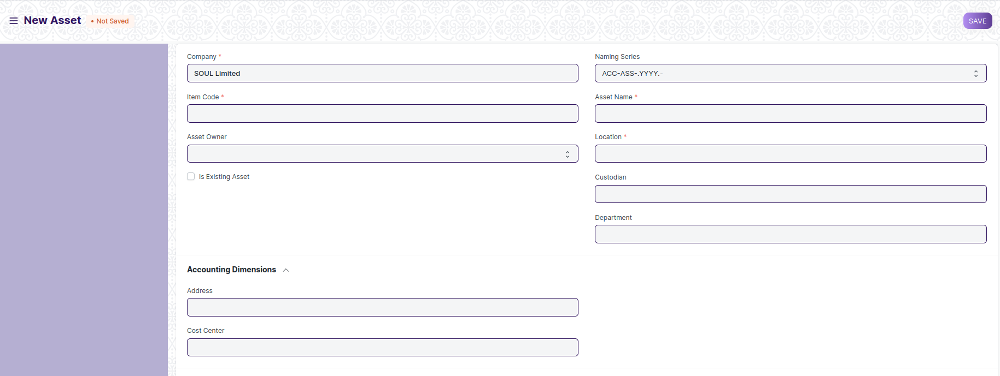 New Asset
• Not Saved
SAVE
Company *
SOUL Limited
Naming Series
ACC-ASS-.YYYY.-
Item Code *
Asset Name *
Asset Owner
Location *
Is Existing Asset
Custodian
Department
Accounting Dimensions
Address
Cost Center